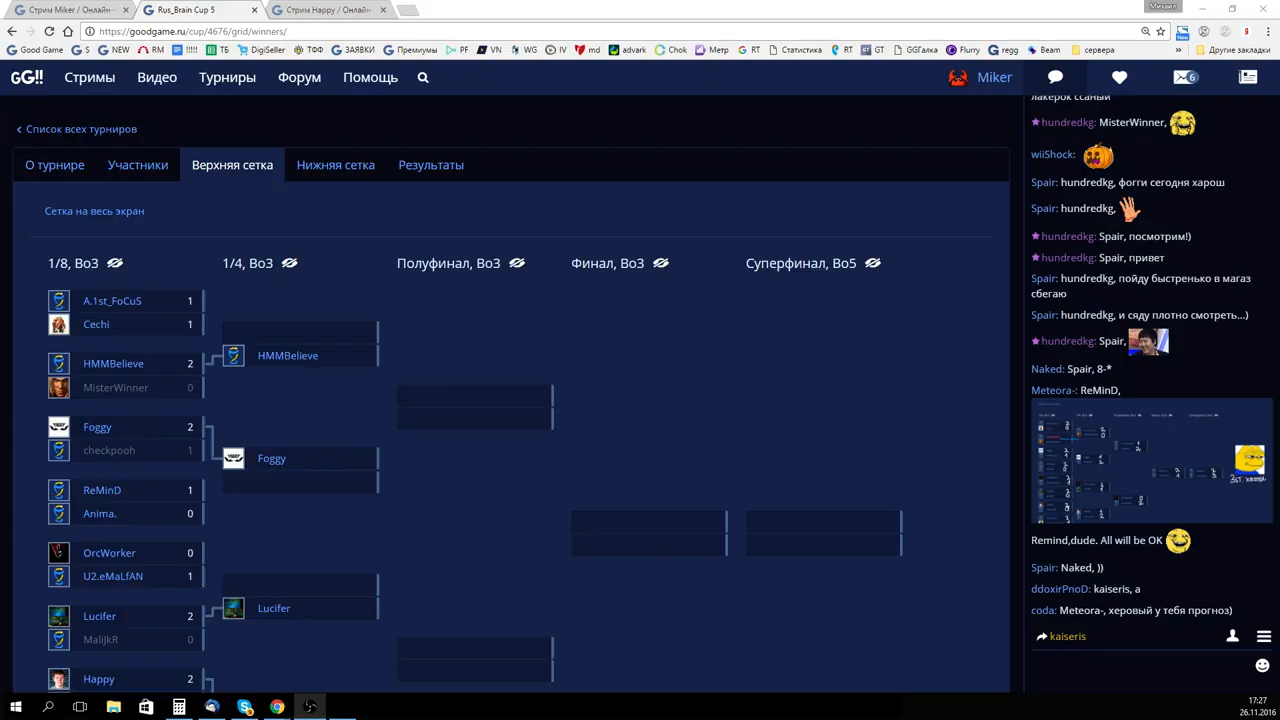 Михаил
Стрим Miker / Онлайн-
Rus_Brain Cup 5
Стрим Happy / Онлайн-
https://goodgame.ru/cup/4676/grid/winners/
Good Game
G S
NEW
RM
!!!!!!
ТЦ
DigiSeller
ТФФ
ЗАЯВКИ
Премиумы
PF
VN
WG
IV
md
advark
Chok
Метр
RT
Статистика
RT
GT
GSГалка
Flurry
regg
Beam
сервера
»
Другие закладки
GG!!
Стримы
Видео
Турниры
Форум
Помощь
Miker
6
Список всех турниров
О турнире
Участники
Верхняя сетка
Нижняя сетка
Результаты
Сетка на весь экран
1/8, Bo3
1/4, Bo3
Полуфинал, Bo3
Финал, Bo3
Суперфинал, Bo5
A.1st_FoCuS 1
Cechi 1
HMMBelieve 2
MisterWinner 0
Foggy 2
checkpooh 1
ReMinD 1
Anima. 0
OrcWorker 0
U2.eMaLfAN 1
Lucifer 2
MaliJkR 0
Happy 2
HMMBelieve
Foggy
Lucifer
лакерок ссаный
hundredkg: MisterWinner,
wiiShock:
Spair: hundredkg, фогги сегодня харош
Spair: hundredkg,
hundredkg: Spair, посмотрим!)
hundredkg: Spair, привет
Spair: hundredkg, пойду быстренько в магаз
сбегаю
Spair: hundredkg, и сяду плотно смотреть...)
hundredkg: Spair,
Naked: Spair, 8-*
Meteora-: ReMinD,
Remind,dude. All will be OK
Spair: Naked, ))
ddoxirPnoD: kaiseris, а
coda: Meteora-, херовый у тебя прогноз)
kaiseris
17:27
26.11.2016